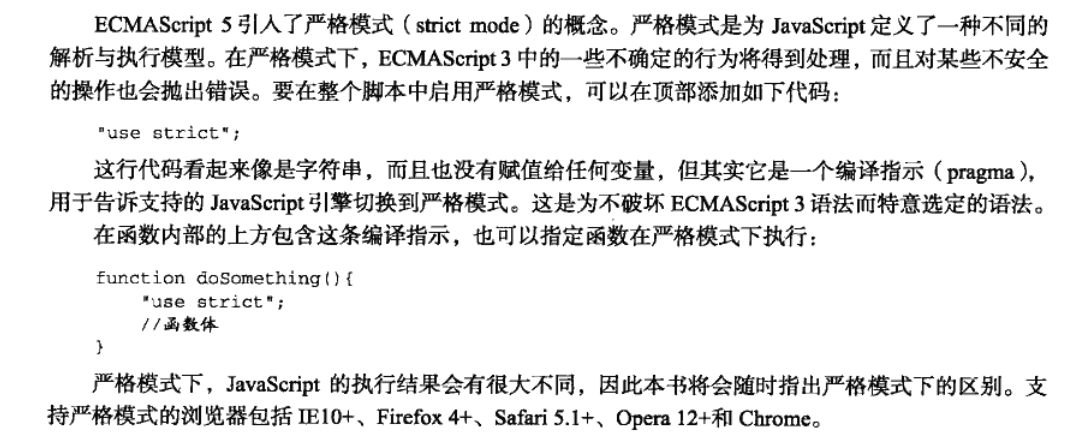 ECMAScript 5 引入了严格模式（strict mode）的概念。严格模式是为 JavaScript 定义了一种不同的
解析与执行模型。在严格模式下，ECMAScript 3 中的一些不确定的行为将得到处理，而且对某些不安全
的操作也会抛出错误。要在整个脚本中启用严格模式，可以在顶部添加如下代码：
"use strict";
这行代码看起来像是字符串，而且也没有赋值给任何变量，但其实它是一个编译指示（pragma），
用于告诉支持的 JavaScript 引擎切换到严格模式。这是为不破坏 ECMAScript 3 语法而特意选定的语法。
在函数内部的上方包含这条编译指示，也可以指定函数在严格模式下执行：
function doSomething(){
"use strict";
//函数体
}
严格模式下，JavaScript 的执行结果会有很大不同，因此本书将会随时指出严格模式下的区别。支
持严格模式的浏览器包括 IE10+、Firefox 4+、Safari 5.1+、Opera 12+和 Chrome。